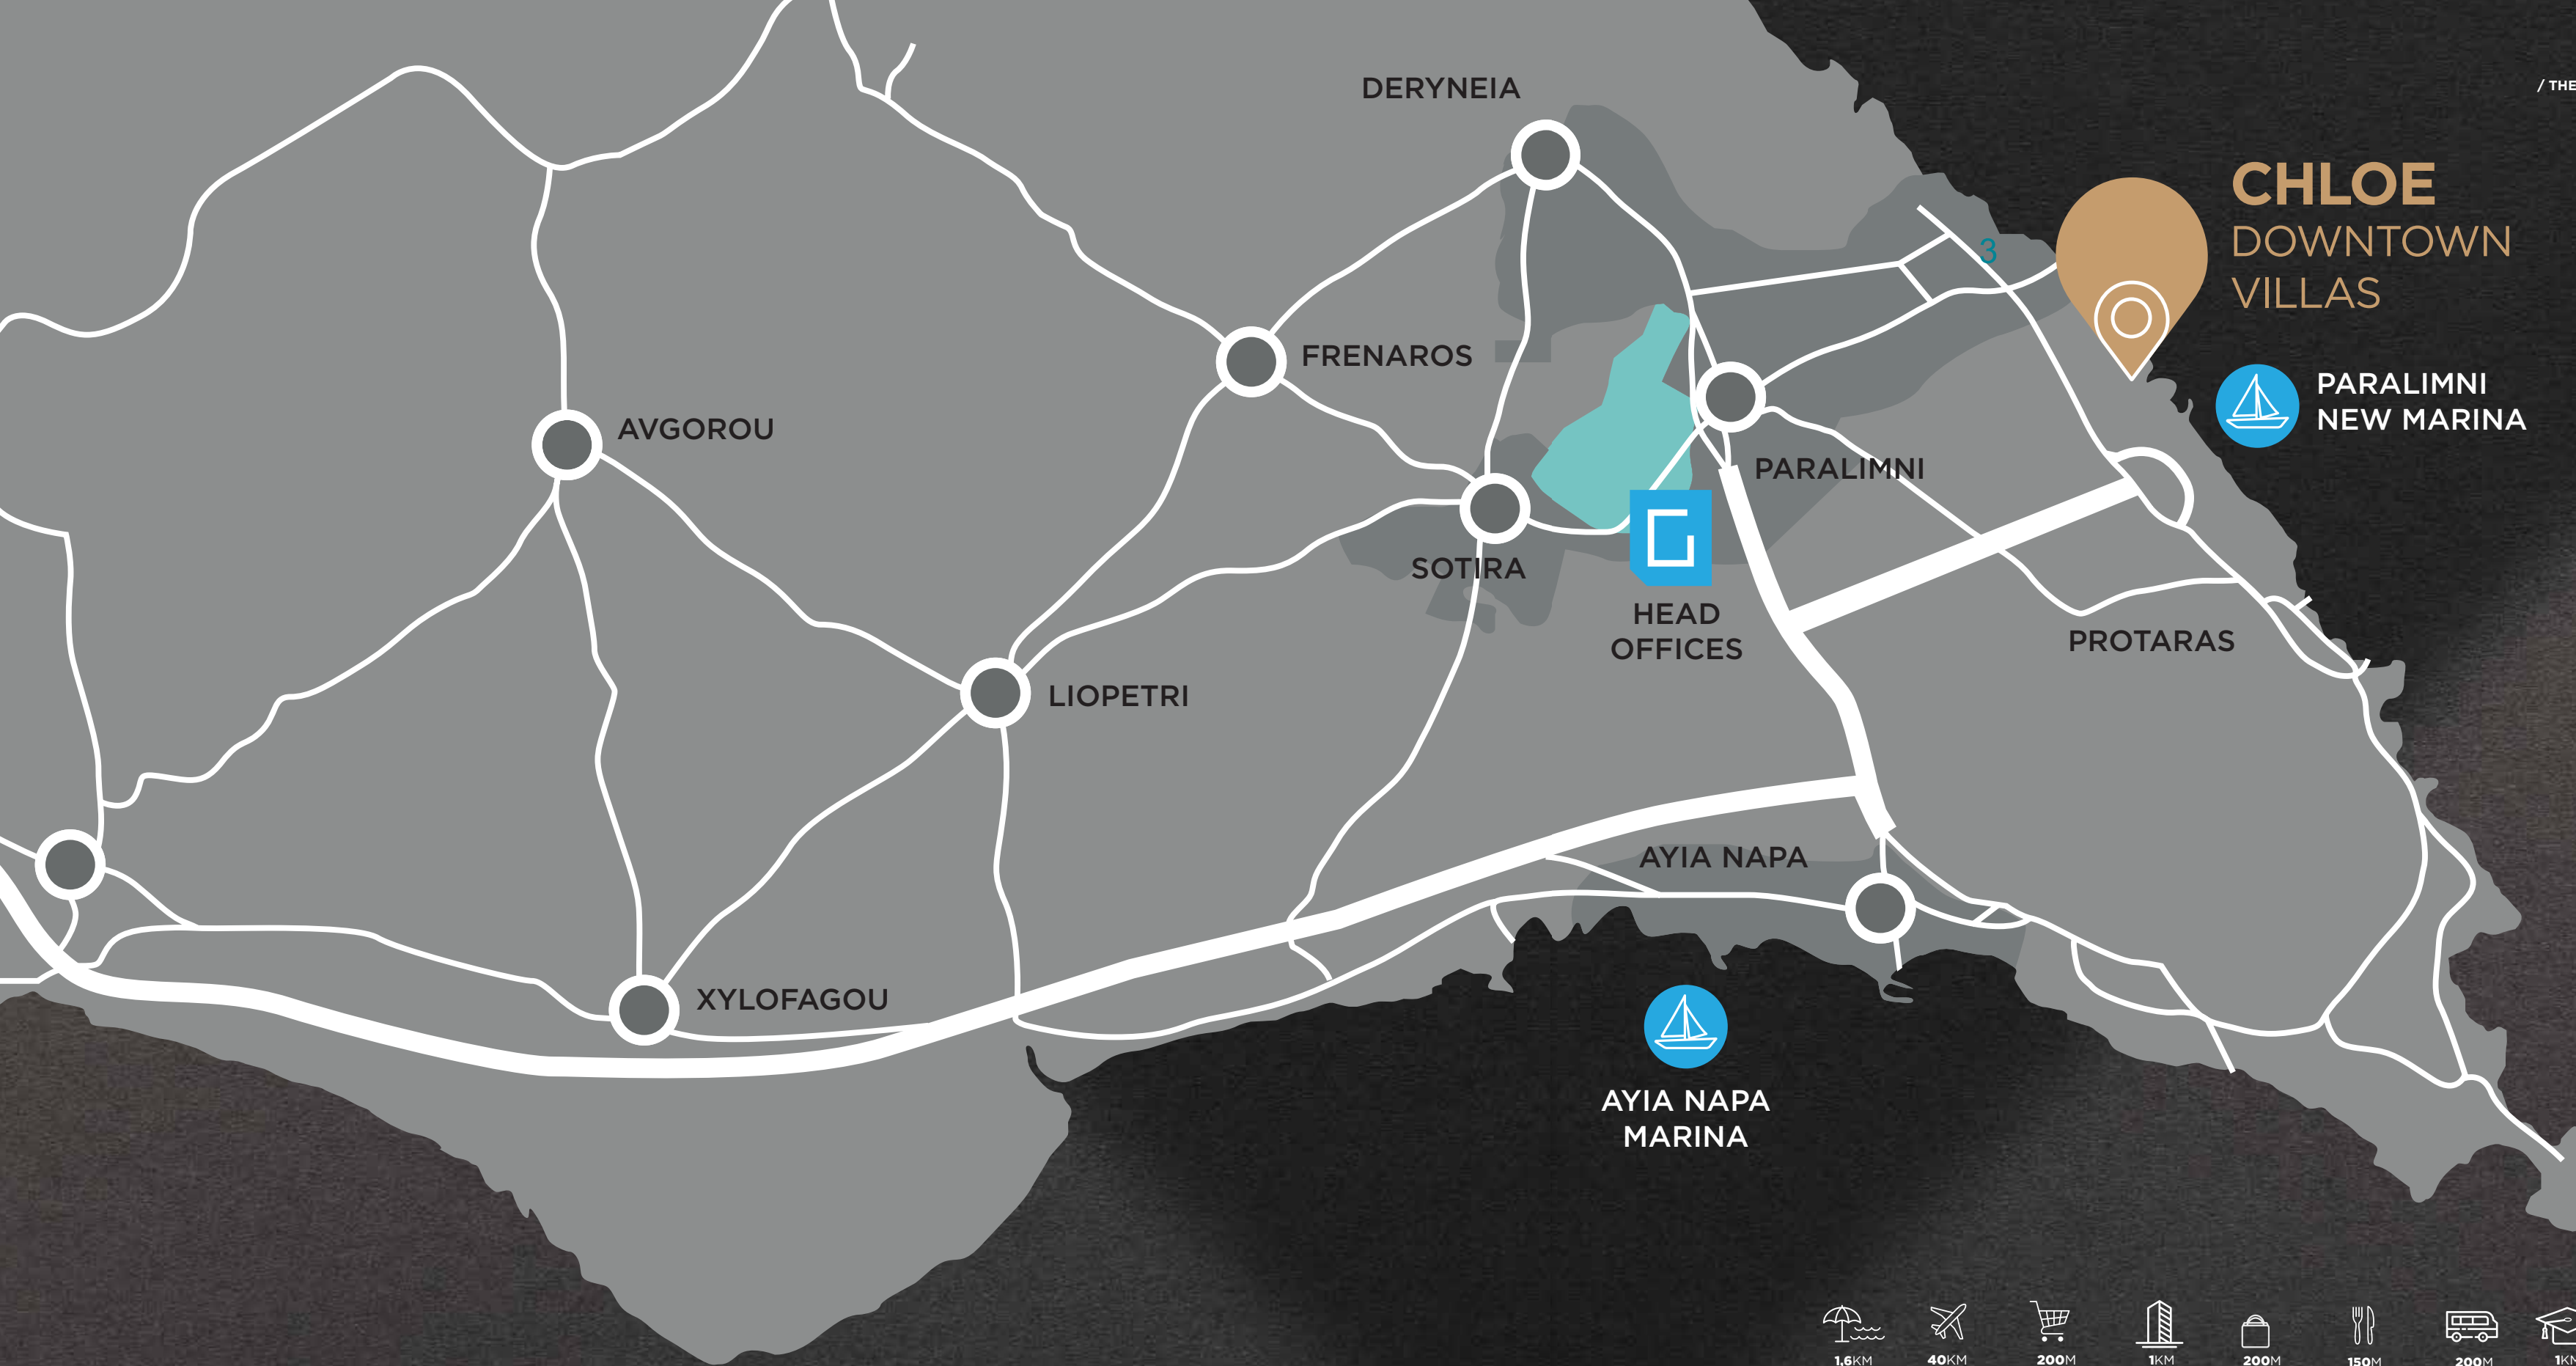 / THE
DERYNEIA
CHLOE
DOWNTOWN
VILLAS
3
FRENAROS
PARALIMNI
NEW MARINA
AVGOROU
PARALIMNI
SOTIRA
HEAD
OFFICES
PROTARAS
LIOPETRI
AYIA NAPA
XYLOFAGOU
AYIA NAPA
MARINA
1.6KM
40KM
200M
1KM
200M
150M
200M